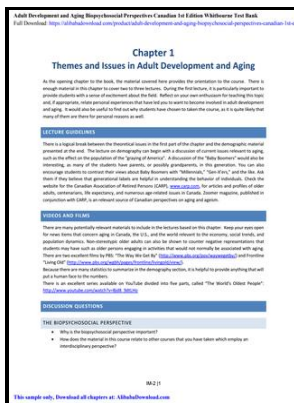 Adult Development and Aging Biopsychosocial Perspectives Canadian 1st Edition Whitbourne Test Bank
Full Download: https://alibabadownload.com/product/adult-development-and-aging-biopsychosocial-perspectives-canadian-1st-e
Chapter 1
Themes and Issues in Adult Development and Aging
As the opening chapter to the book, the material covered here provides the orientation to the course. There is
enough material in this chapter to cover two to three lectures. During the first lecture, it is particularly important to
provide students with a sense of excitement about the field. Reflect on your own enthusiasm for teaching this topic
and, if appropriate, relate personal experiences that have led you to want to become involved in adult development
and aging. It would also be useful to find out why students have chosen to take the course, as it is quite likely that
many of them are there for personal reasons as well.
LECTURE GUIDELINES
There is a logical break between the theoretical issues in the first part of the chapter and the demographic material
presented at the end. The lecture on demography can begin with a discussion of current issues relevant to aging,
such as the effect on the population of the "graying of America". A discussion of the "Baby Boomers" would also be
interesting, as many of the students have parents, or possibly grandparents, in this generation. You can also
encourage students to contrast their views about Baby Boomers with "Millennials," "Gen-X'ers," and the like. Ask
them if they believe that generational labels are helpful in understanding the behavior of individuals. Check the
website for the Canadian Association of Retired Persons (CARP), www.carp.com, for articles and profiles of older
adults, centenarians, life expectancy, and numerous age-related issues in Canada. Zoomer magazine, published in
conjunction with CARP, is an relevant source of Canadian perspectives on aging and ageism.
VIDEOS AND FILMS
There are many potentially relevant materials to include in the lectures based on this chapter. Keep your eyes open
for news items that concern aging in Canada, the U.S., and the world relevant to the economy, social trends, and
population dynamics. Non-stereotypic older adults can also be shown to counter negative representations that
students may have such as older persons engaging in activities that would not normally be associated with aging.
There are two excellent films by PBS: "The Way We Get By" (http://www.pbs.org/pov/waywegetby/) and Frontline
"Living Old" (http://www.pbs.org/wgbh/pages/frontline/livingold/view/).
Because there are many statistics to summarize in the demography section, it is helpful to provide anything that will
put a human face to the numbers.
There is an excellent series available on YouTube divided into five parts, called "The World's Oldest People":
DISCUSSION QUESTIONS
THE BIOPSYCHOSOCIAL PERSPECTIVE
• Why is the biopsychosocial perspective important?
• How does the material in this course relate to other courses that you have taken which employ an
interdisciplinary perspective?
IM-2 |1
This sample only, Download all chapters at: AlibabaDownload.com